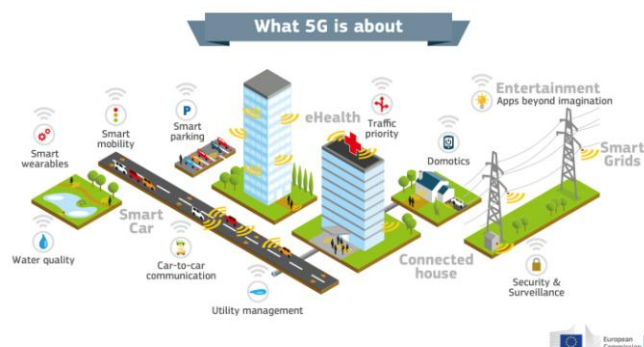 What 5G is about
Entertainment
Apps beyond imagination
eHealth
Smart
wearables
Smart
mobility
Smart
parking
P
Traffic
priority
Domotics
Smart
Grids
Smart
Car
Water quality
Car-to-car
communication
Utility management
Connected
house
Security &
Surveillance
European
Commission